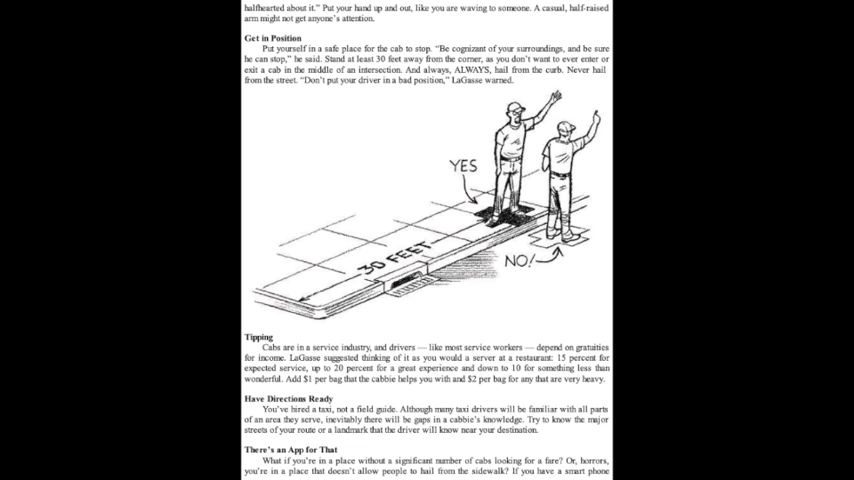 halfhearted about it.” Put your hand up and out, like you are waving to someone. A casual, half-raised
arm might not get anyone’s attention.
Get in Position
Put yourself in a safe place for the cab to stop. “Be cognizant of your surroundings, and be sure
he can stop,” he said. Stand at least 30 feet away from the corner, as you don’t want to ever enter or
exit a cab in the middle of an intersection. And always, ALWAYS, hail from the curb. Never hail
from the street. “Don’t put your driver in a bad position,” LaGasse warned.
YES
30 FEET
NO!
Tipping
Cabs are in a service industry, and drivers — like most service workers — depend on gratuities
for income. LaGasse suggested thinking of it as you would a server at a restaurant: 15 percent for
expected service, up to 20 percent for a great experience and down to 10 for something less than
wonderful. Add $1 per bag that the cabbie helps you with and $2 per bag for any that are very heavy.
Have Directions Ready
You’ve hired a taxi, not a field guide. Although many taxi drivers will be familiar with all parts
of an area they serve, inevitably there will be gaps in a cabbie’s knowledge. Try to know the major
streets of your route or a landmark that the driver will know near your destination.
There’s an App for That
What if you’re in a place without a significant number of cabs looking for a fare? Or, horrors,
you’re in a place that doesn’t allow people to hail from the sidewalk? If you have a smart phone